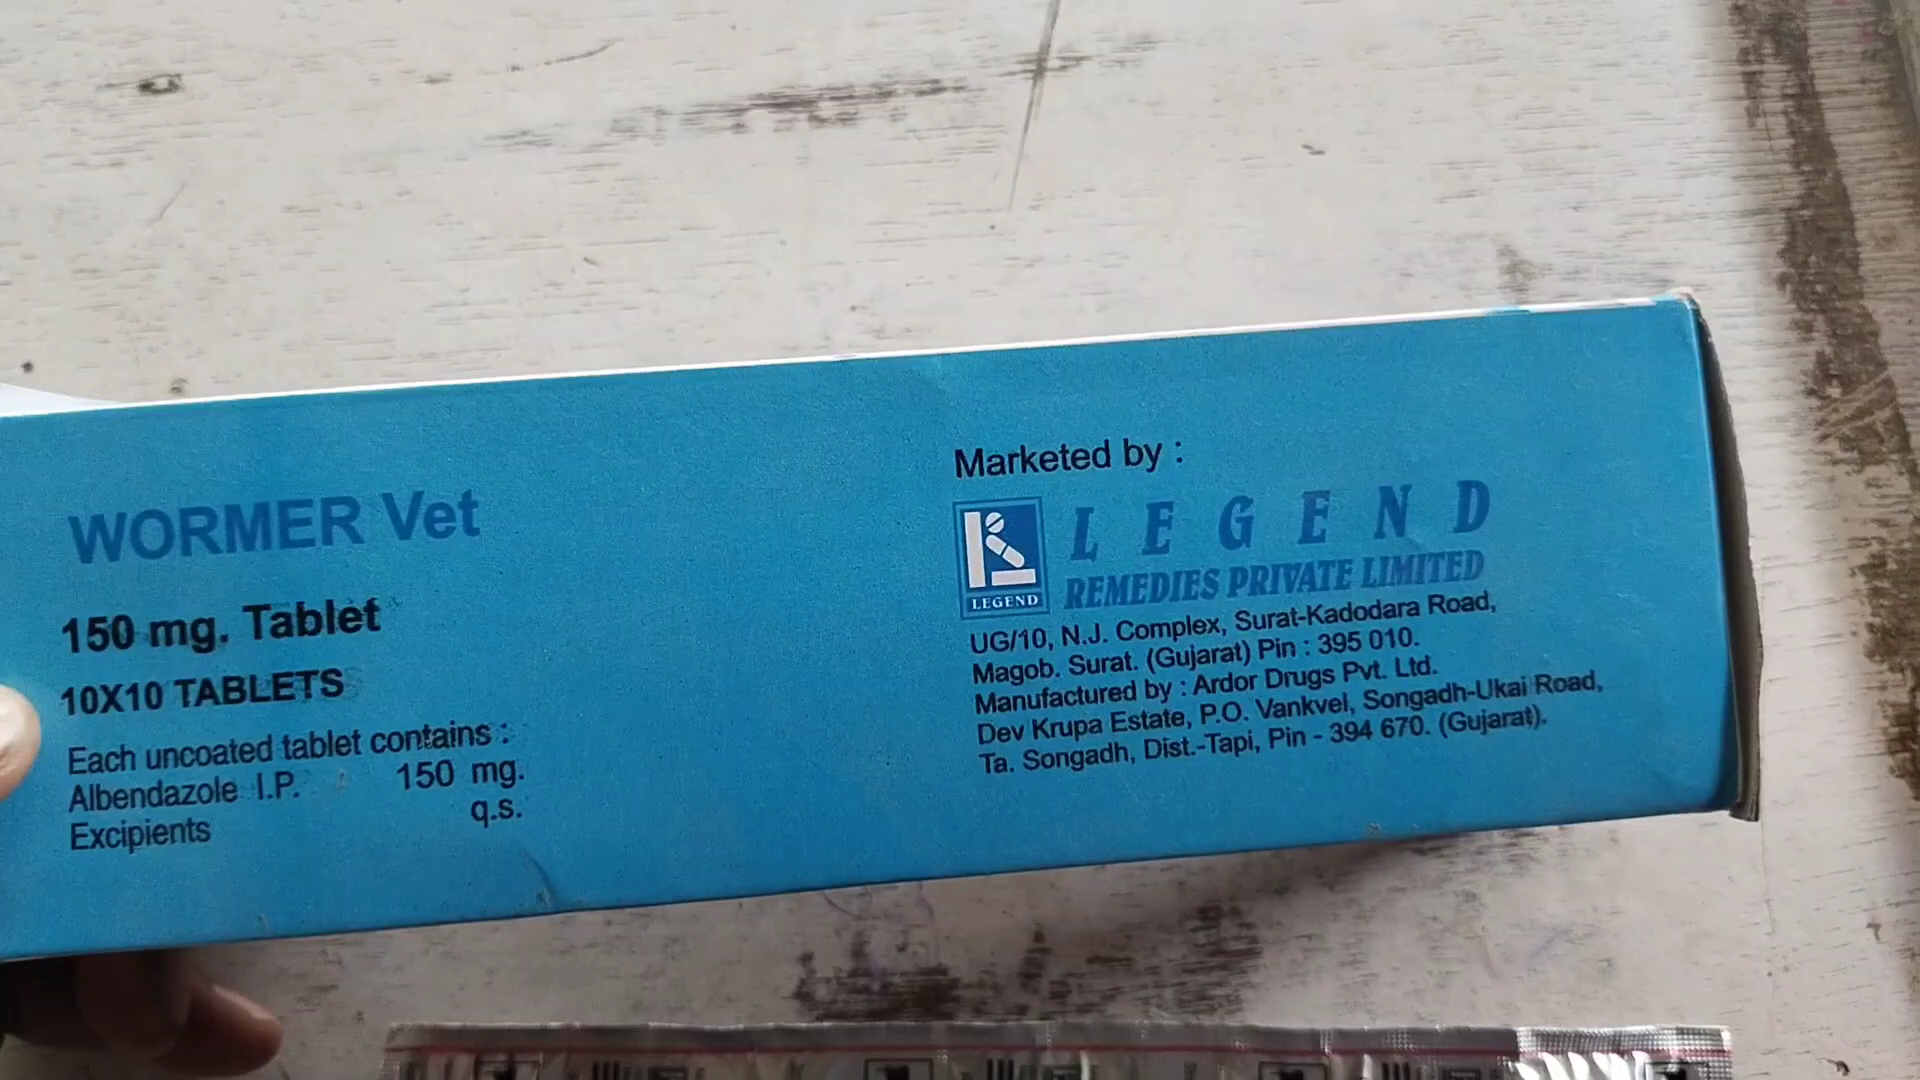 WORMER Vet
150 mg. Tablet
10X10 TABLETS
Each uncoated tablet contains :
Albendazole I.P. 150 mg.
Excipients q.s.
Marketed by :
LEGEND
LEGEND
REMEDIES PRIVATE LIMITED
UG/10, N.J. Complex, Surat-Kadodara Road,
Magob. Surat. (Gujarat) Pin : 395 010.
Manufactured by : Ardor Drugs Pvt. Ltd.
Dev Krupa Estate, P.O. Vankvel, Songadh-Ukai Road,
Ta. Songadh, Dist.-Tapi, Pin - 394 670. (Gujarat).